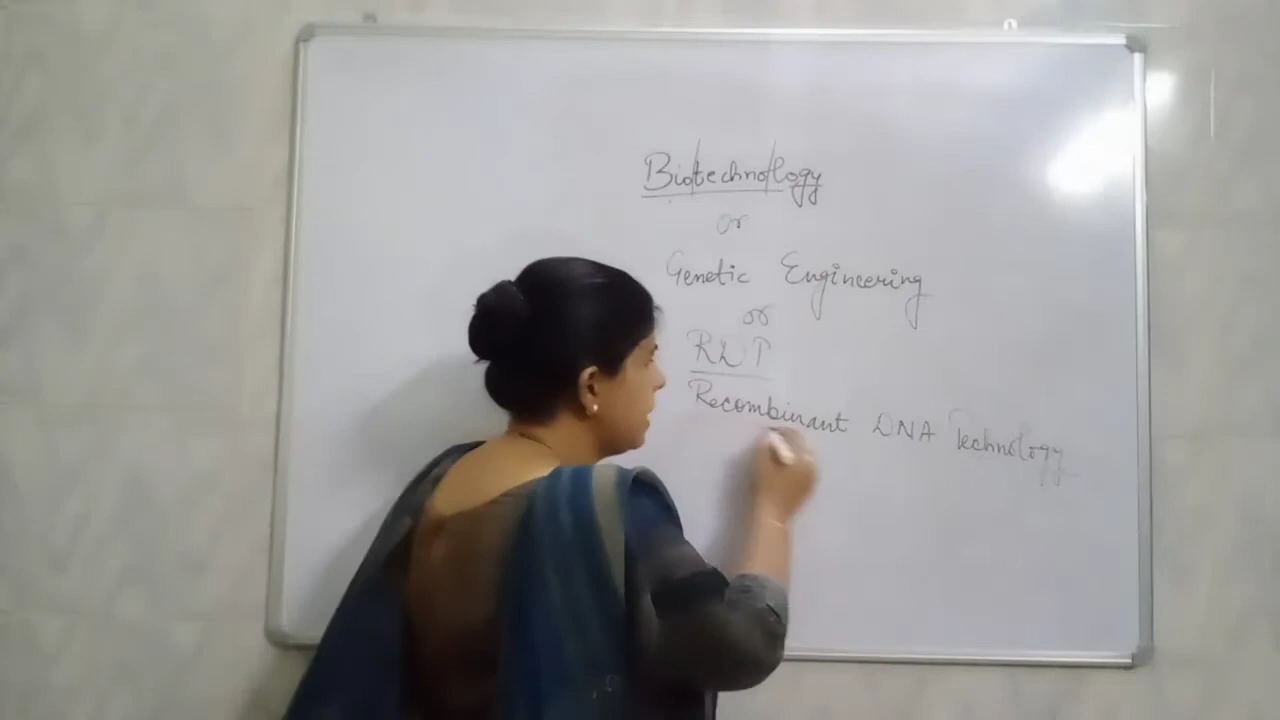 Biotechnology
or
Genetic Engineering
or
RDT
Recombinant DNA Technology